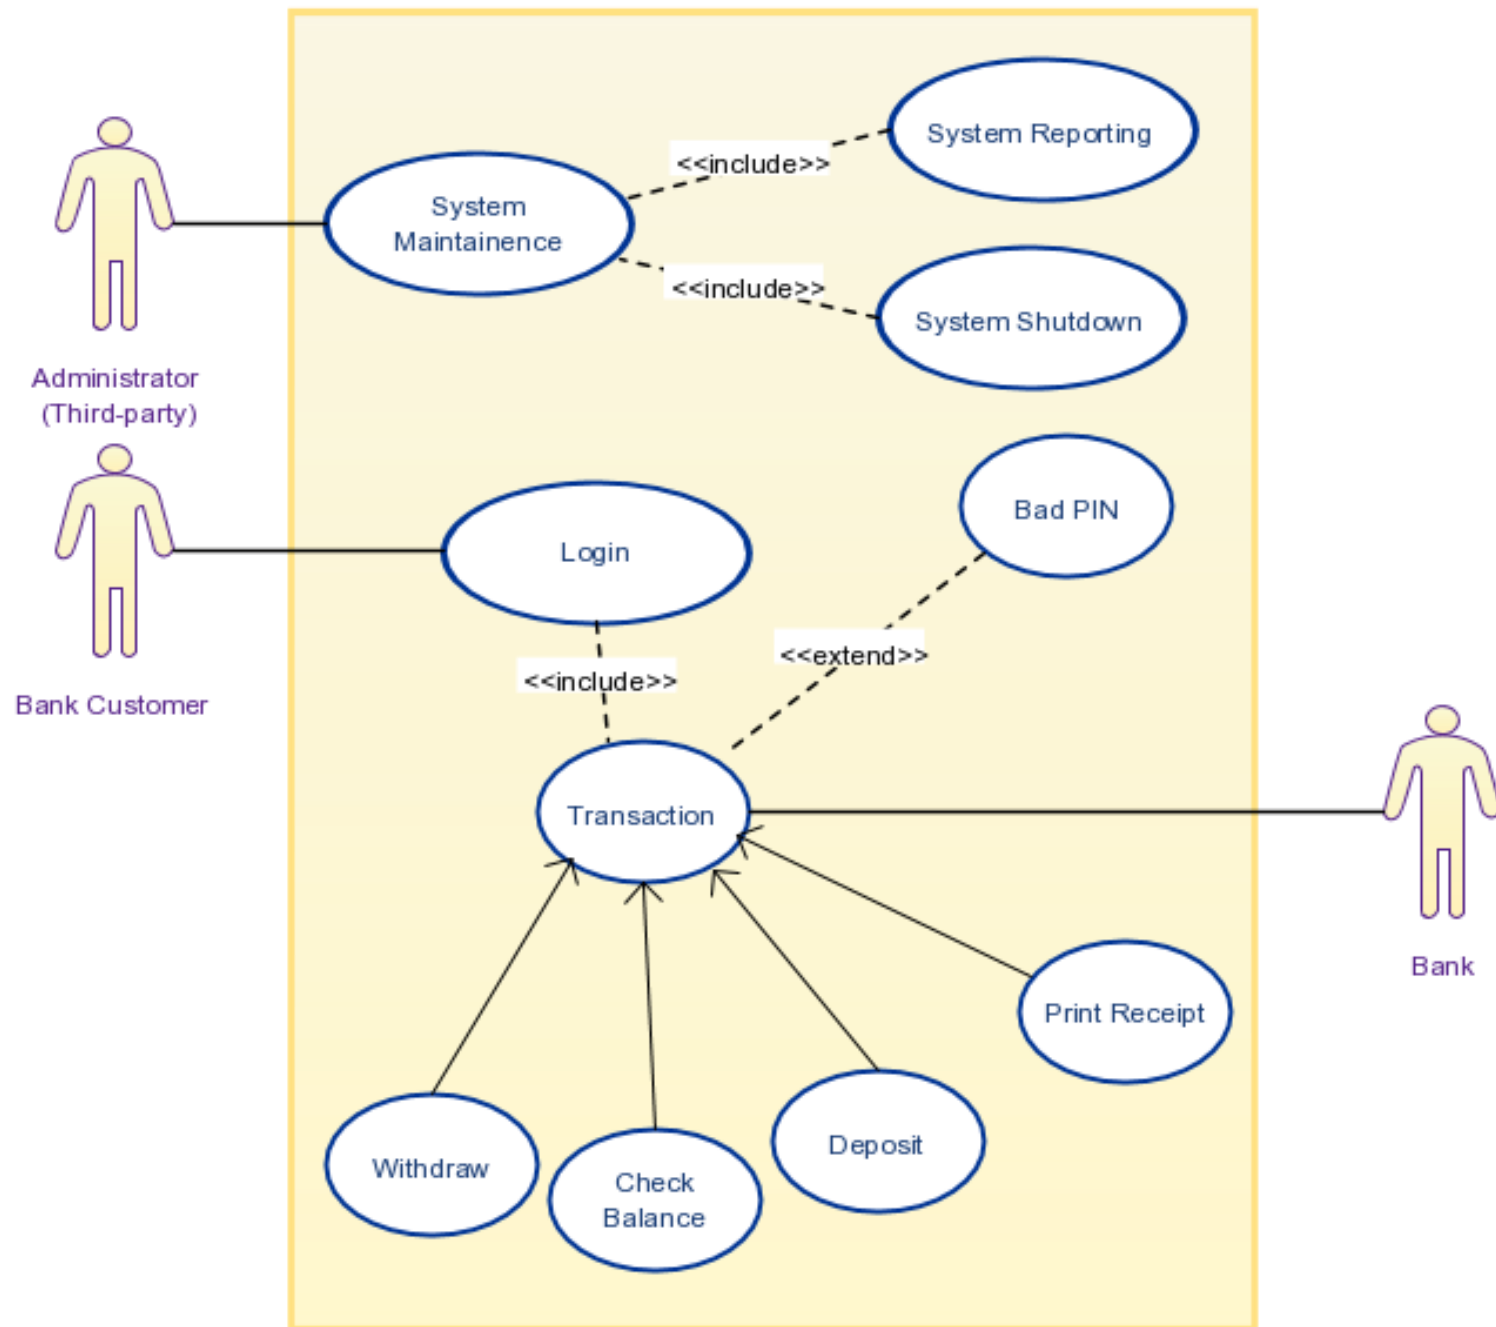 System Reporting
<<include>>
System
Maintainence
<<include>>
System Shutdown
Administrator
(Third-party)
Bad PIN
Login
<<extend>>
<<include>>
Bank Customer
Transaction
Bank
Print Receipt
Deposit
Withdraw
Check
Balance